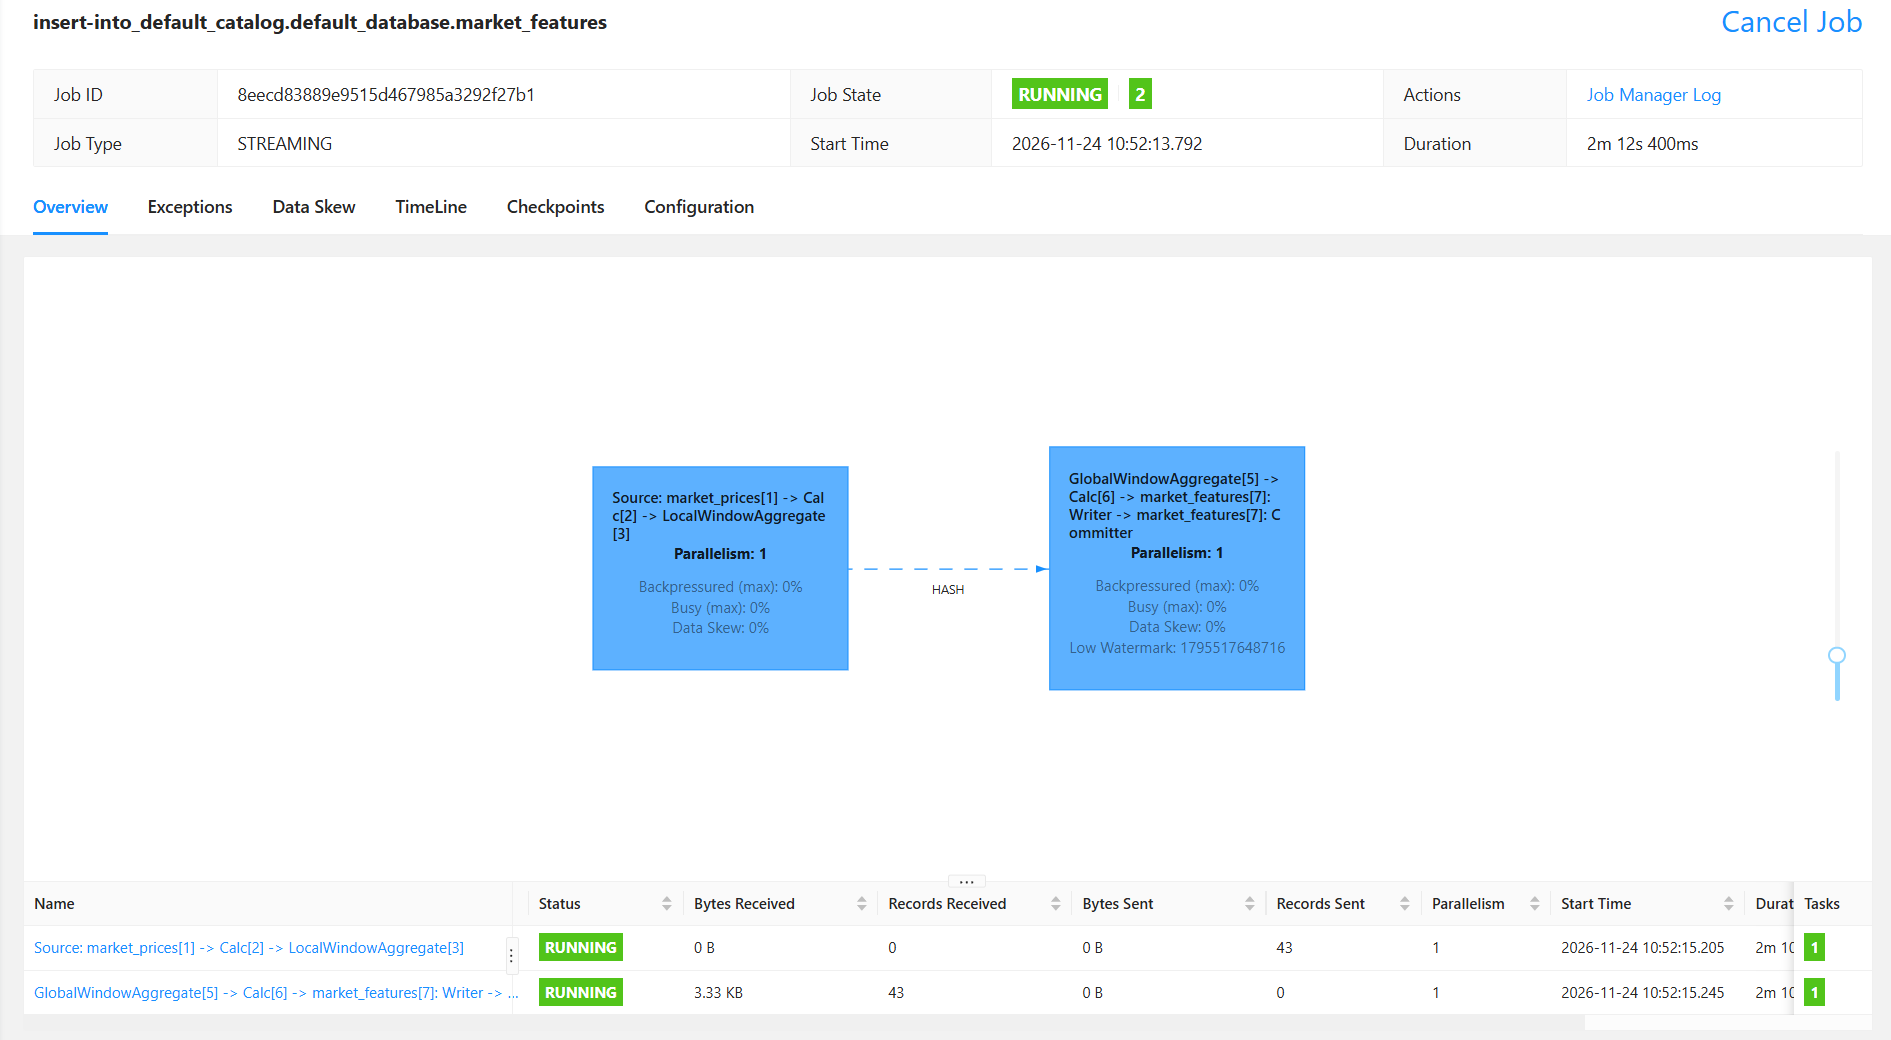 insert-into_default_catalog.default_database.market_features
Cancel Job
Job ID 8eecd83889e9515d467985a3292f27b1 Job State RUNNING 2 Actions Job Manager Log
Job Type STREAMING Start Time 2026-11-24 10:52:13.792 Duration 2m 12s 400ms
Overview Exceptions Data Skew TimeLine Checkpoints Configuration
Source: market_prices[1] -> Cal
c[2] -> LocalWindowAggregate
[3]
Parallelism: 1
Backpressured (max): 0%
Busy (max): 0%
Data Skew: 0%
HASH
GlobalWindowAggregate[5] ->
Calc[6] -> market_features[7]:
Writer -> market_features[7]: C
ommitter
Parallelism: 1
Backpressured (max): 0%
Busy (max): 0%
Data Skew: 0%
Low Watermark: 1795517648716
Name Status Bytes Received Records Received Bytes Sent Records Sent Parallelism Start Time Durat Tasks
Source: market_prices[1] -> Calc[2] -> LocalWindowAggregate[3] RUNNING 0 B 0 0 B 43 1 2026-11-24 10:52:15.205 2m 10 1
GlobalWindowAggregate[5] -> Calc[6] -> market_features[7]: Writer -> ... RUNNING 3.33 KB 43 0 B 0 1 2026-11-24 10:52:15.245 2m 10 1